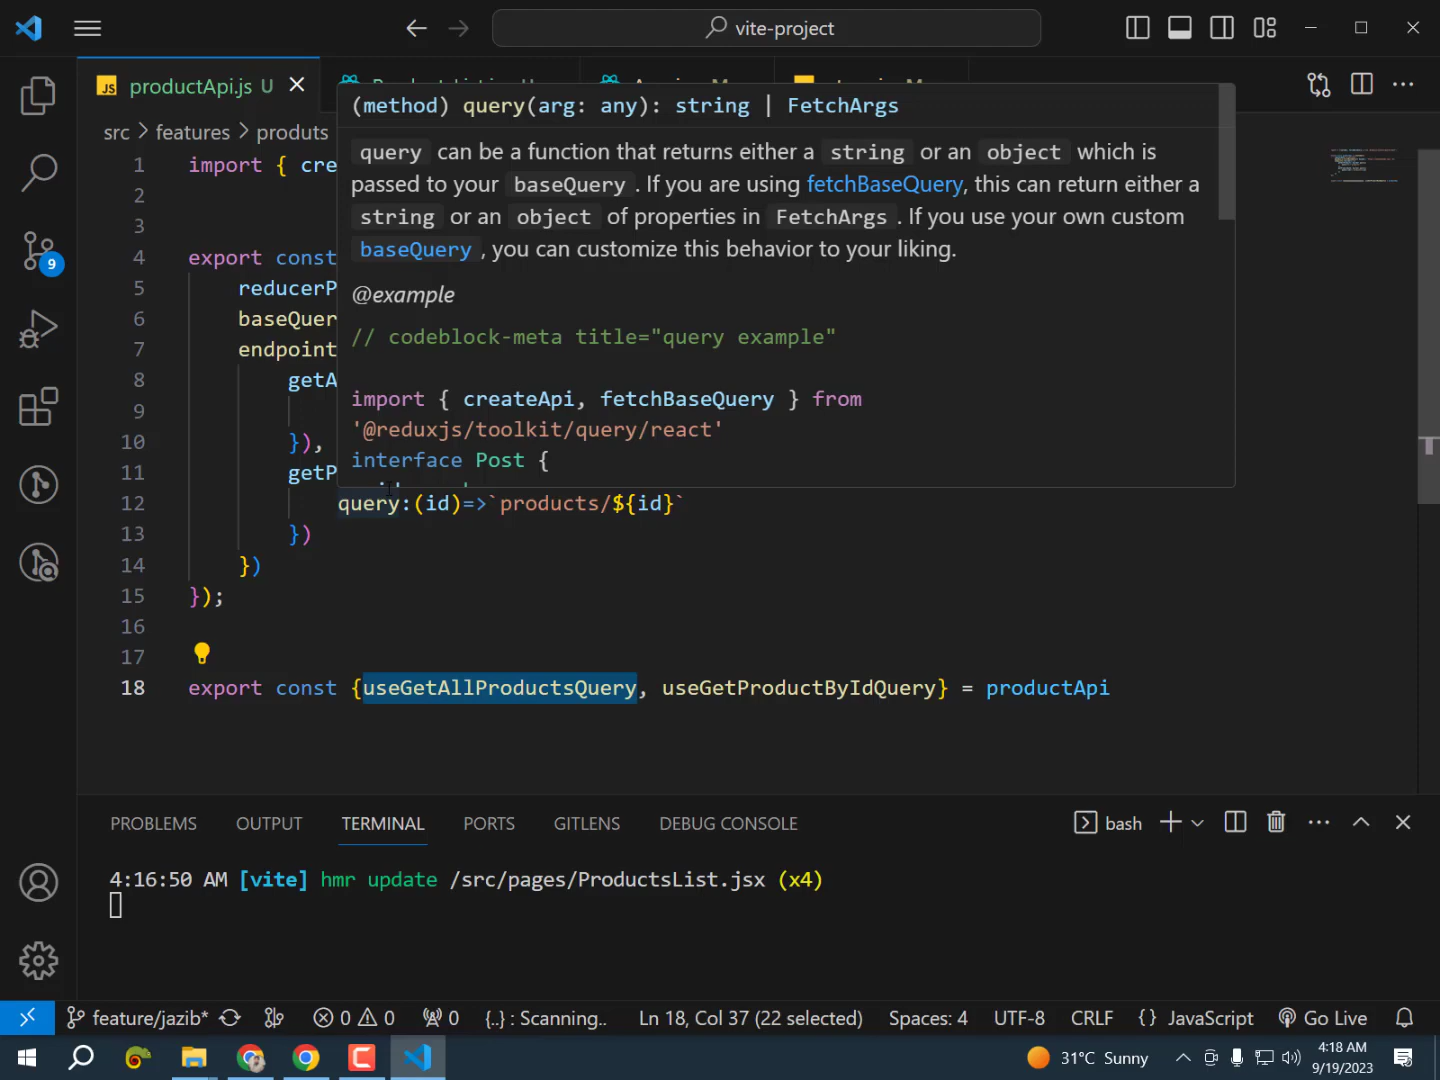 vite-project
JS productApi.js U
src > features > produts
(method) query(arg: any): string | FetchArgs
query can be a function that returns either a string or an object which is
passed to your baseQuery. If you are using fetchBaseQuery, this can return either a
string or an object of properties in FetchArgs. If you use your own custom
baseQuery, you can customize this behavior to your liking.
@example
// codeblock-meta title="query example"
import { createApi, fetchBaseQuery } from
'@reduxjs/toolkit/query/react'
interface Post {
1 import { cre
2
3
4 export const
5 reducerP
6 baseQuer
7 endpoint
8 getA
9
10 }),
11 getP
12 query:(id)=>`products/${id}`
13 })
14 })
15 });
16
17
18 export const {useGetAllProductsQuery, useGetProductByIdQuery} = productApi
9
PROBLEMS OUTPUT TERMINAL PORTS GITLENS DEBUG CONSOLE bash
4:16:50 AM [vite] hmr update /src/pages/ProductsList.jsx (x4)
feature/jazib* 0 0 0 {..} : Scanning.. Ln 18, Col 37 (22 selected) Spaces: 4 UTF-8 CRLF {} JavaScript Go Live
31°C Sunny
4:18 AM
9/19/2023